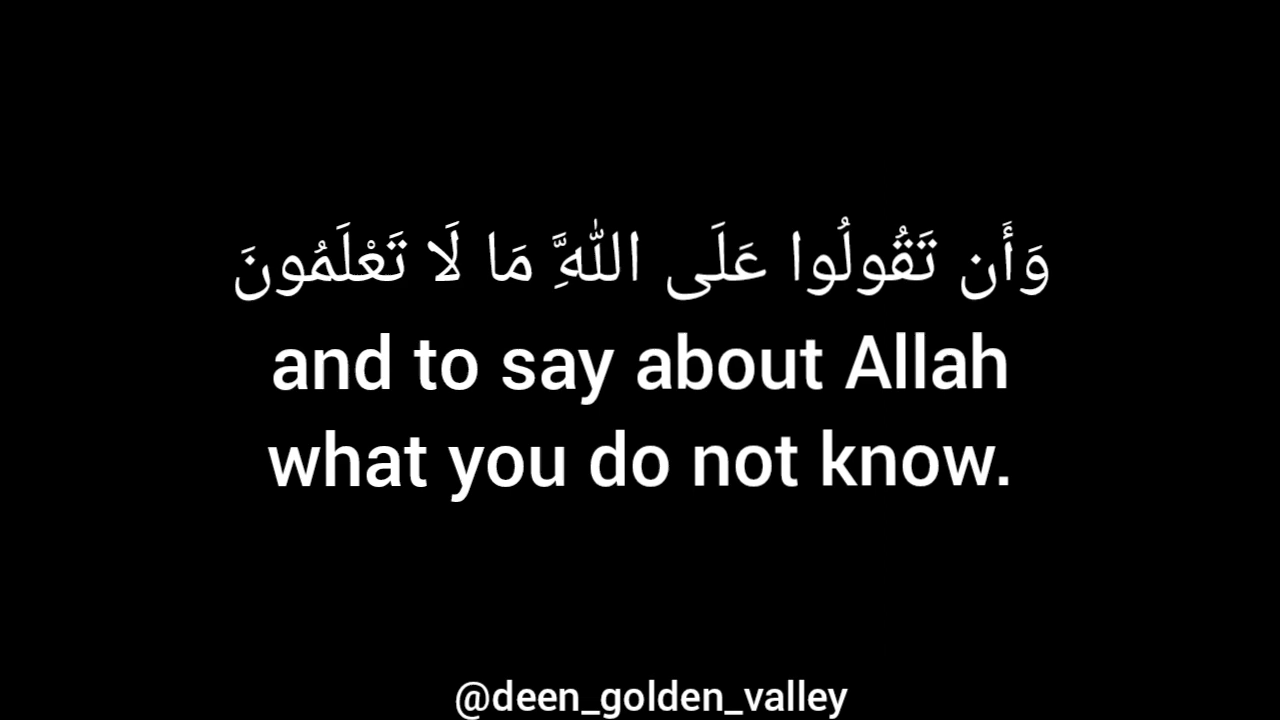 وَأَن تَقُولُوا عَلَى اللَّهِ مَا لَا تَعْلَمُونَ
and to say about Allah
what you do not know.
@deen_golden_valley